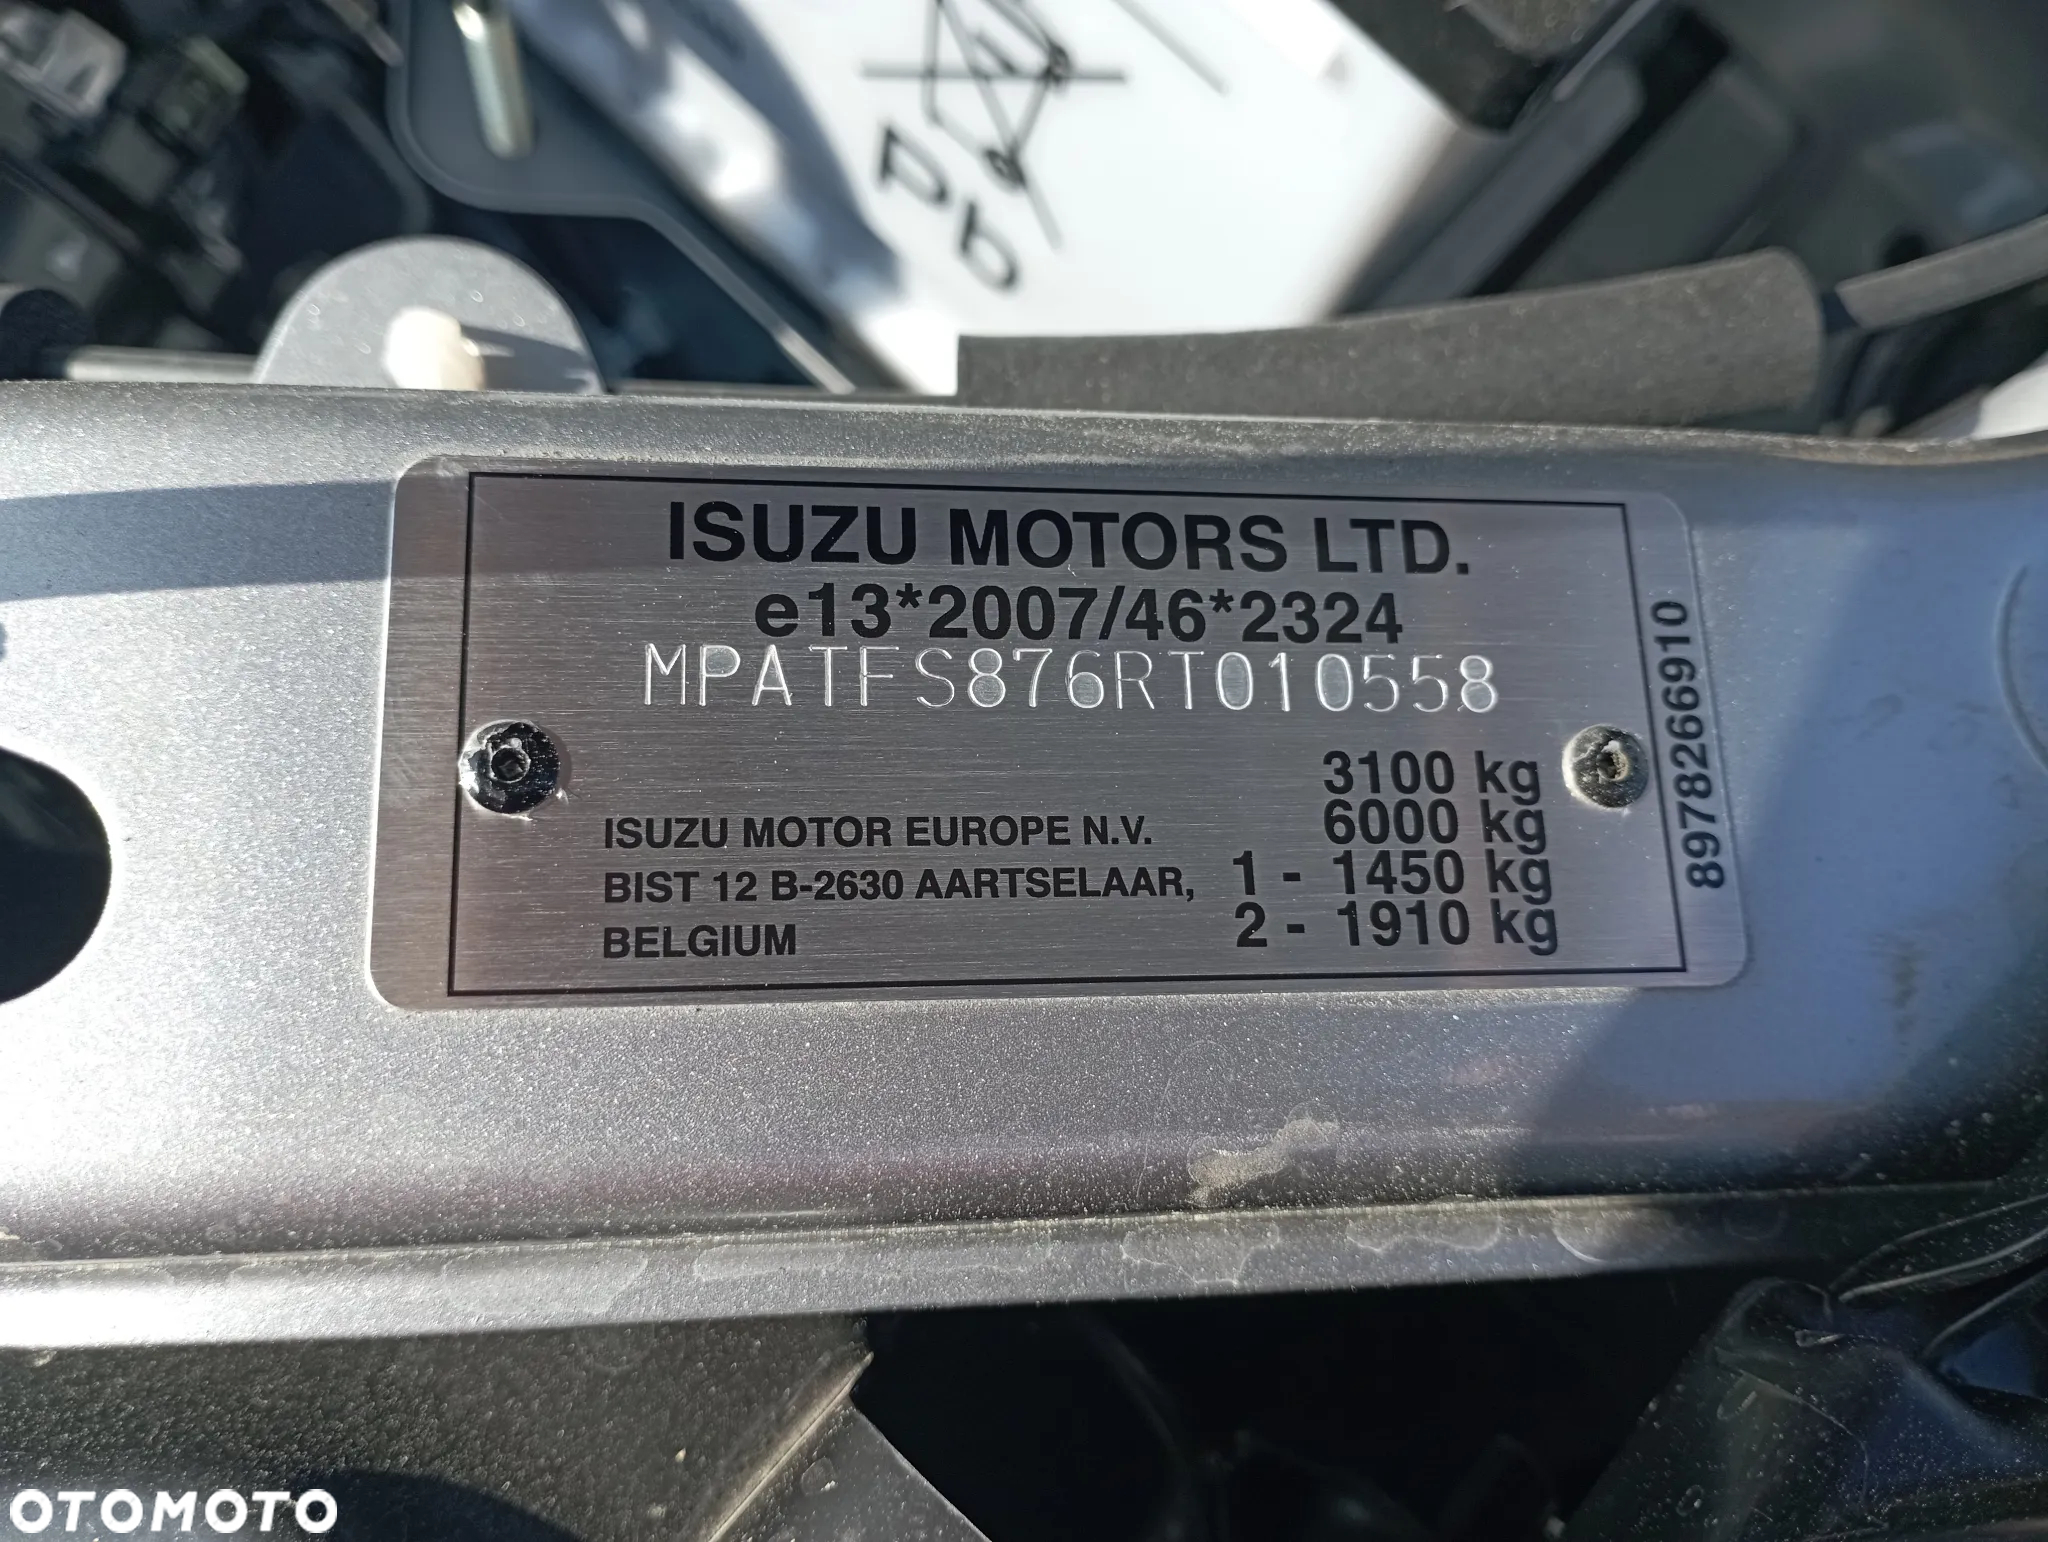 Pb
ISUZU MOTORS LTD.
e13*2007/46*2324
MPATFS876RT010558
3100 kg
6000 kg
1 - 1450 kg
2 - 1910 kg
ISUZU MOTOR EUROPE N.V.
BIST 12 B-2630 AARTSELAAR,
BELGIUM
8978266910
OTOMOTO